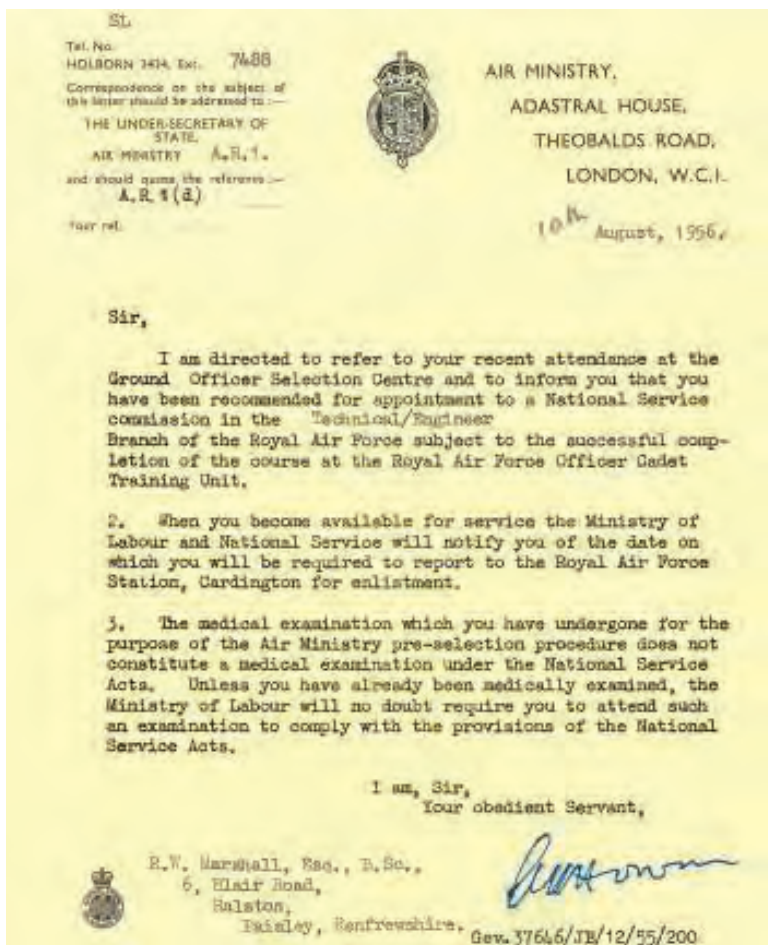 SL
Tel. No.
HOLBORN 3434, Ext. 7488
Correspondence on the subject of
this letter should be addressed to :—
THE UNDER-SECRETARY OF
STATE,
AIR MINISTRY A.R.1.
and should quote the reference :—
A.R.1(d)
Your ref.
AIR MINISTRY,
ADASTRAL HOUSE,
THEOBALDS ROAD,
LONDON, W.C.1.
10th August, 1956.
Sir,
I am directed to refer to your recent attendance at the
Ground Officer Selection Centre and to inform you that you
have been recommended for appointment to a National Service
commission in the Technical/Engineer
Branch of the Royal Air Force subject to the successful comp-
letion of the course at the Royal Air Force Officer Cadet
Training Unit.
2. When you become available for service the Ministry of
Labour and National Service will notify you of the date on
which you will be required to report to the Royal Air Force
Station, Cardington for enlistment.
3. The medical examination which you have undergone for the
purpose of the Air Ministry pre-selection procedure does not
constitute a medical examination under the National Service
Acts. Unless you have already been medically examined, the
Ministry of Labour will no doubt require you to attend such
an examination to comply with the provisions of the National
Service Acts.
I am, Sir,
Your obedient Servant,
R.W. Marshall, Esq., B.Sc.,
6, Blair Road,
Ralston,
Paisley, Renfrewshire.
Gev.37646/JB/12/55/200